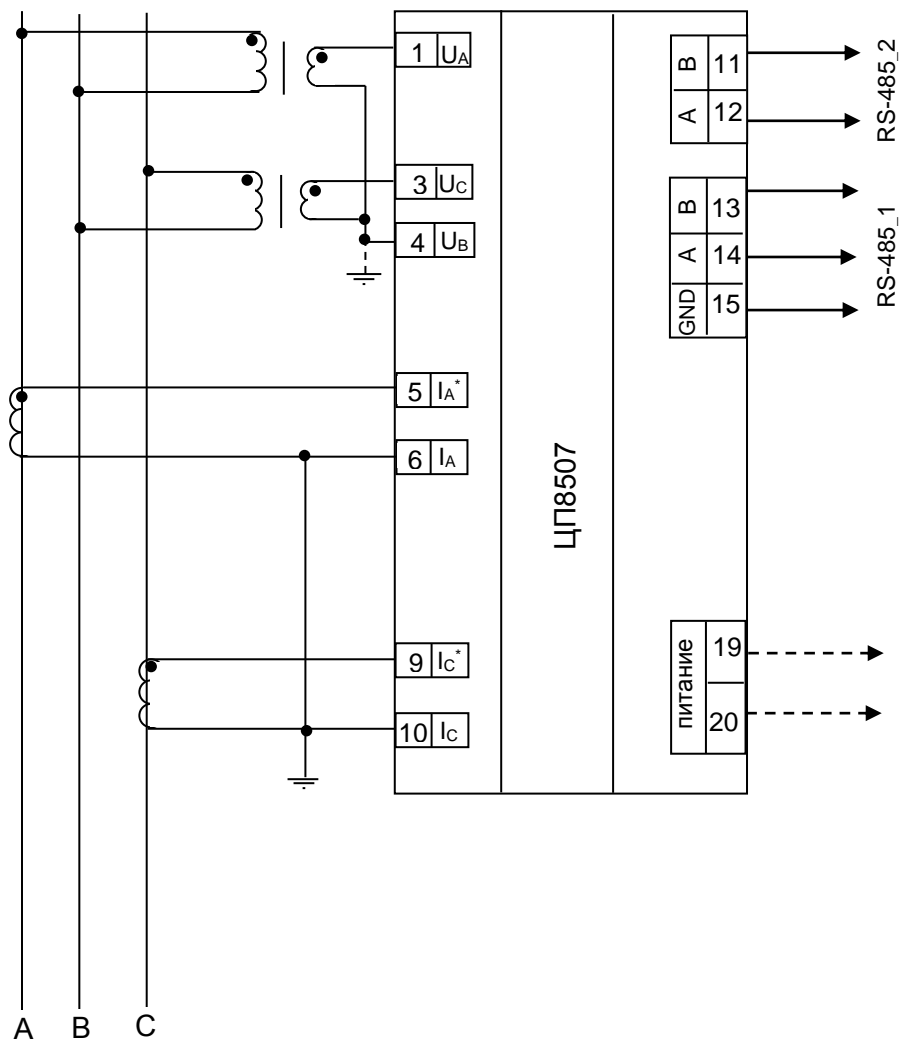 1 UA
3 UC
4 UB
5 IA*
6 IA
9 IC*
10 IC
ЦП8507
B 11
A 12
RS-485_2
B 13
A 14
GND 15
RS-485_1
питание
19
20
A B C